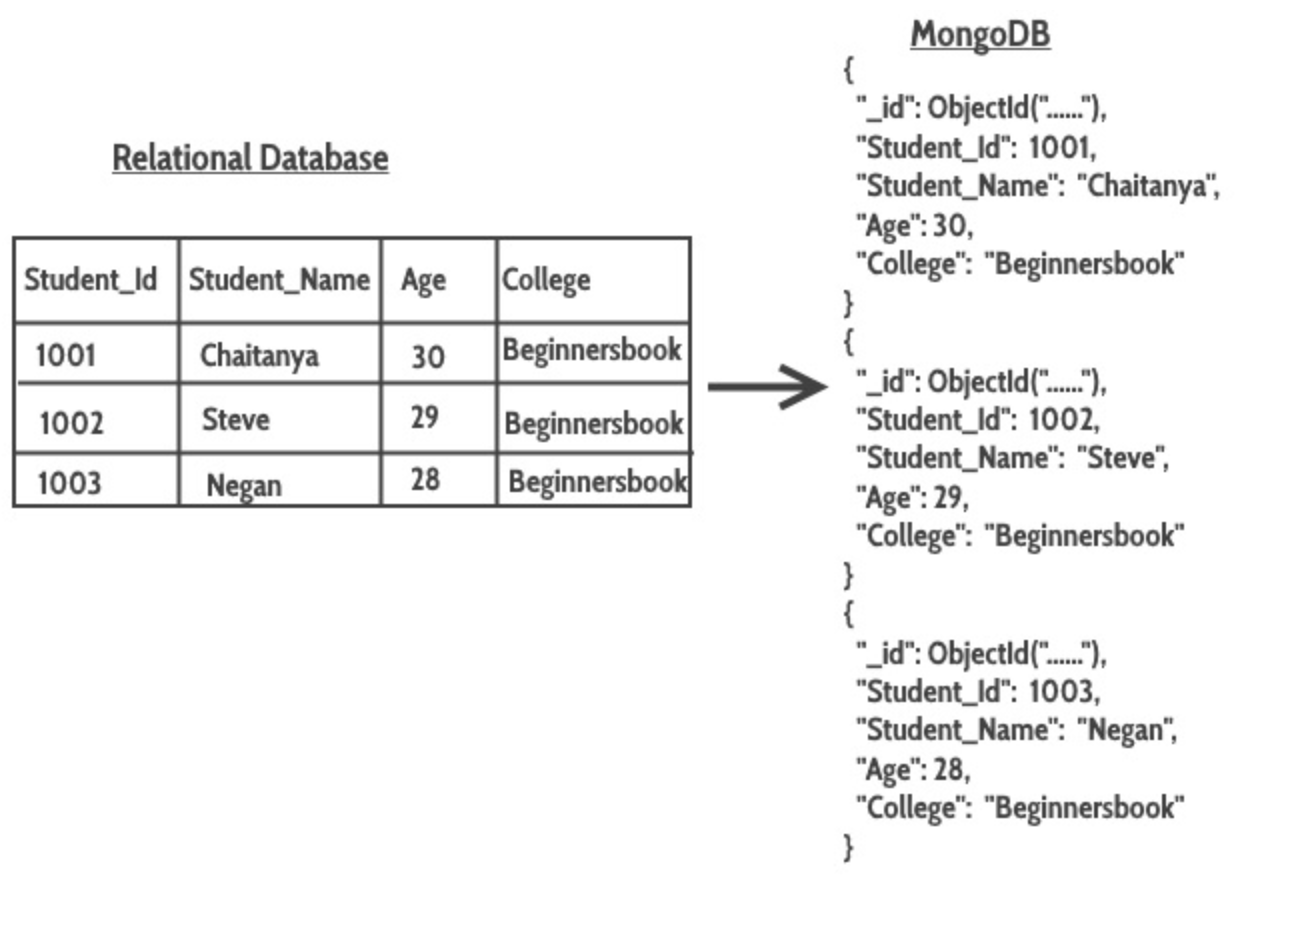 Relational Database
Student_Id Student_Name Age College
1001 Chaitanya 30 Beginnersbook
1002 Steve 29 Beginnersbook
1003 Negan 28 Beginnersbook
MongoDB
{
"_id": ObjectId("......"),
"Student_Id": 1001,
"Student_Name": "Chaitanya",
"Age": 30,
"College": "Beginnersbook"
}
{
"_id": ObjectId("......"),
"Student_Id": 1002,
"Student_Name": "Steve",
"Age": 29,
"College": "Beginnersbook"
}
{
"_id": ObjectId("......"),
"Student_Id": 1003,
"Student_Name": "Negan",
"Age": 28,
"College": "Beginnersbook"
}